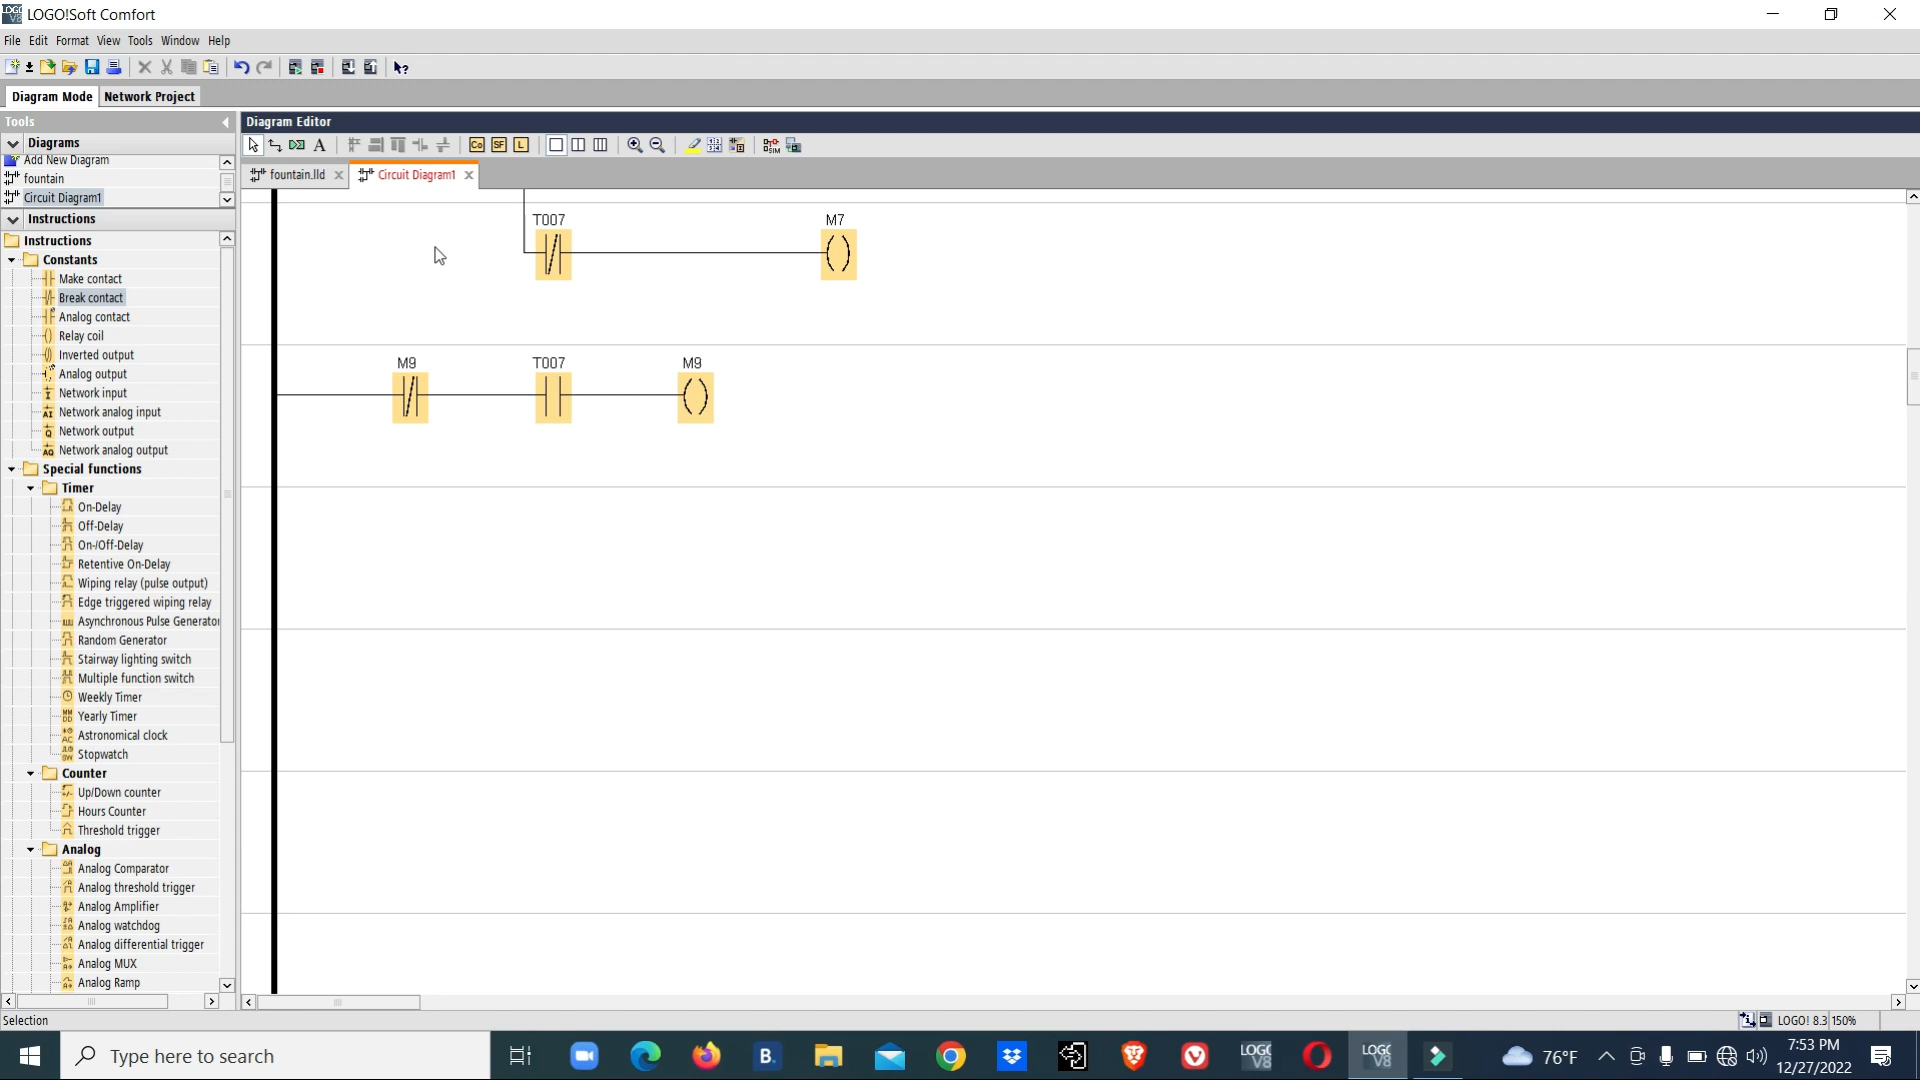 LOGO!Soft Comfort
File Edit Format View Tools Window Help
Diagram Mode Network Project
Tools
Diagrams
Add New Diagram
fountain
Circuit Diagram1
Instructions
Instructions
Constants
Make contact
Break contact
Analog contact
Relay coil
Inverted output
Analog output
Network input
Network analog input
Network output
Network analog output
Special functions
Timer
On-Delay
Off-Delay
On-/Off-Delay
Retentive On-Delay
Wiping relay (pulse output)
Edge triggered wiping relay
Asynchronous Pulse Generator
Random Generator
Stairway lighting switch
Multiple function switch
Weekly Timer
Yearly Timer
Astronomical clock
Stopwatch
Counter
Up/Down counter
Hours Counter
Threshold trigger
Analog
Analog Comparator
Analog threshold trigger
Analog Amplifier
Analog watchdog
Analog differential trigger
Analog MUX
Analog Ramp
Diagram Editor
A Co SF L
fountain.lld Circuit Diagram1
T007 M7
M9 T007 M9
Selection
LOGO! 8.3 150%
Type here to search
76°F
7:53 PM
12/27/2022